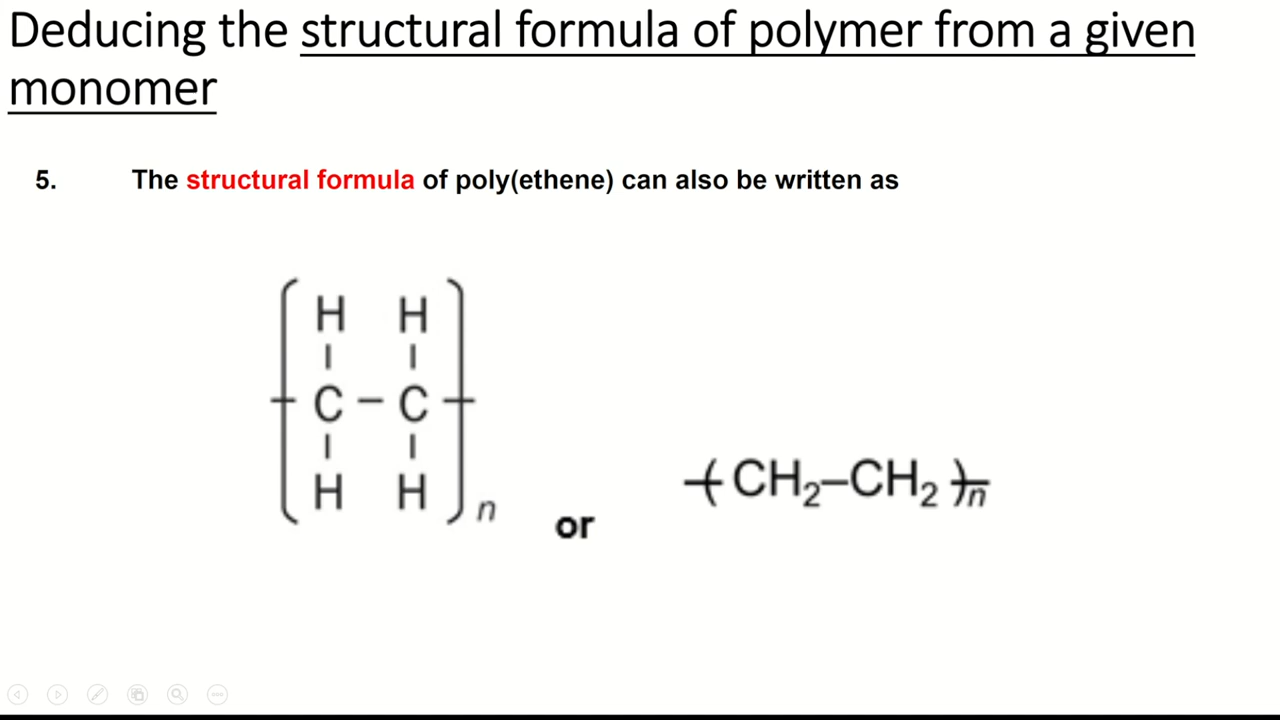 Deducing the structural formula of polymer from a given
monomer
5. The structural formula of poly(ethene) can also be written as
H H
C – C
H H
n
or
(CH₂–CH₂)n